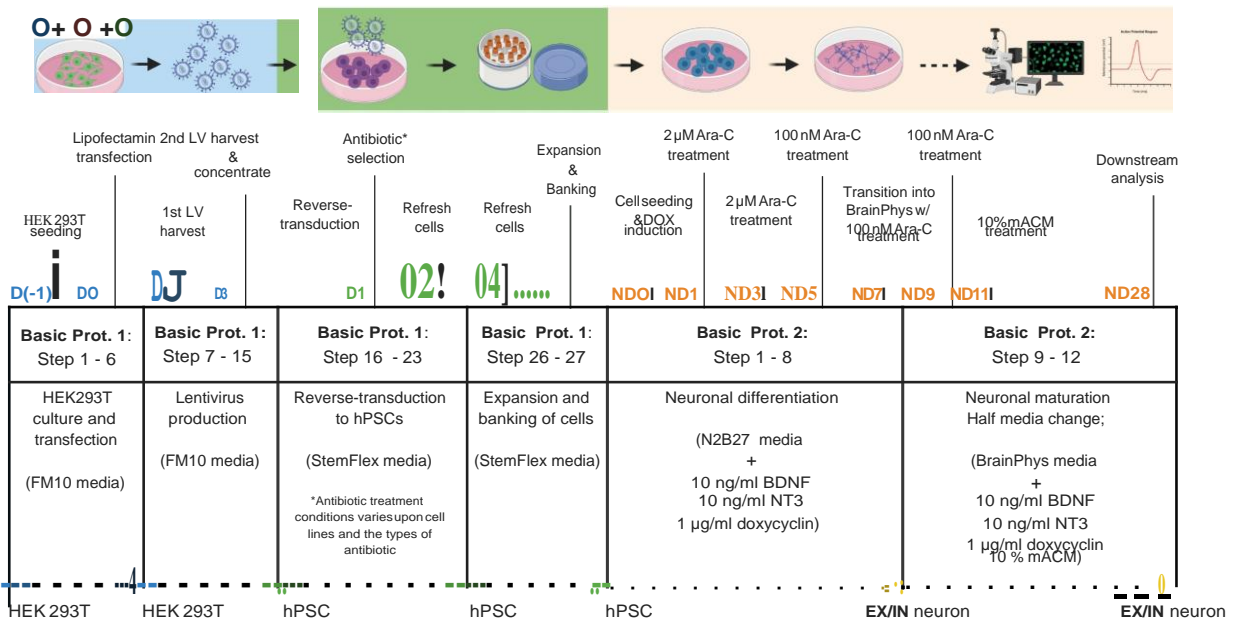 O+ O +O
Lipofectamin 2nd LV harvest
transfection
&
concentrate
Antibiotic*
selection
Expansion
&
Banking
2 µM Ara-C
treatment
100 nM Ara-C
treatment
100 nM Ara-C
treatment
Downstream
analysis
HEK 293T
seeding
1st LV
harvest
Reverse-
transduction
Refresh
cells
Refresh
cells
Cell seeding
&DOX
induction
2 µM Ara-C
treatment
Transition into
BrainPhys w/
100 nM Ara-C
treatment
10%mACM
treatment
D(-1) i D0 DJ D3 D1 02! 04]...... ND0I ND1 ND3l ND5 ND7I ND9 ND11I ND28
Basic Prot. 1:
Step 1 - 6
Basic Prot. 1:
Step 7 - 15
Basic Prot. 1:
Step 16 - 23
Basic Prot. 1:
Step 26 - 27
Basic Prot. 2:
Step 1 - 8
Basic Prot. 2:
Step 9 - 12
HEK293T
culture and
transfection
(FM10 media)
Lentivirus
production
(FM10 media)
Reverse-transduction
to hPSCs
(StemFlex media)
*Antibiotic treatment
conditions varies upon cell
lines and the types of
antibiotic
Expansion and
banking of cells
(StemFlex media)
Neuronal differentiation
(N2B27 media
+
10 ng/ml BDNF
10 ng/ml NT3
1 µg/ml doxycyclin)
Neuronal maturation
Half media change;
(BrainPhys media
+
10 ng/ml BDNF
10 ng/ml NT3
1 µg/ml doxycyclin
10 % mACM)
4
0
HEK 293T HEK 293T hPSC hPSC hPSC EX/IN neuron EX/IN neuron